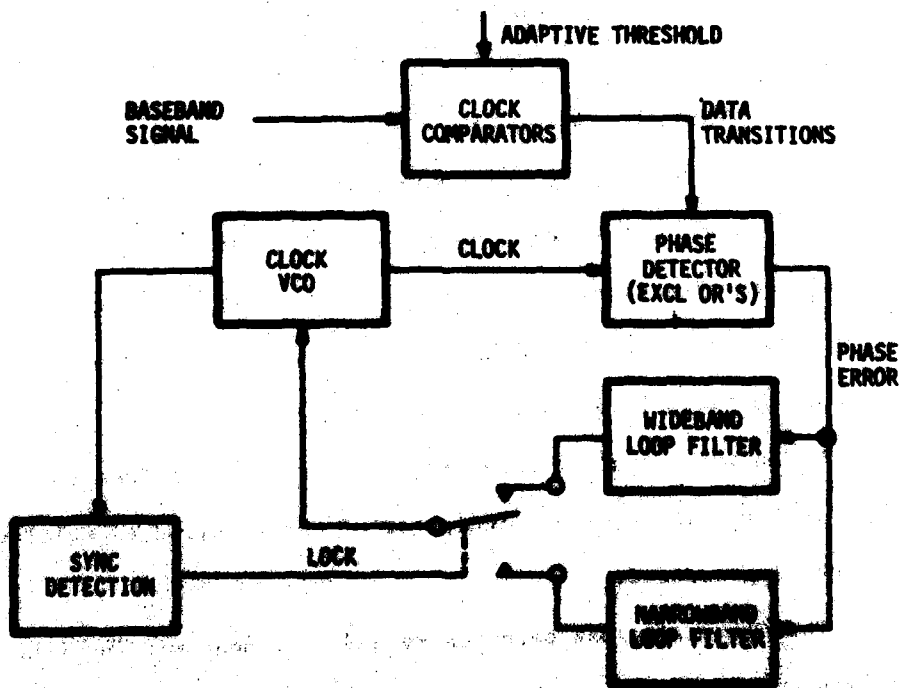 ADAPTIVE THRESHOLD
BASEBAND
SIGNAL
CLOCK
COMPARATORS
DATA
TRANSITIONS
CLOCK
VCO
CLOCK
PHASE
DETECTOR
(EXCL OR'S)
PHASE
ERROR
WIDEBAND
LOOP FILTER
SYNC
DETECTION
LOCK
NARROWBAND
LOOP FILTER